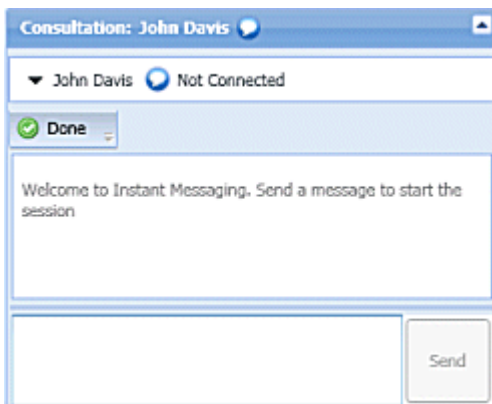 Consultation: John Davis
John Davis Not Connected
Done
Welcome to Instant Messaging. Send a message to start the
session
Send